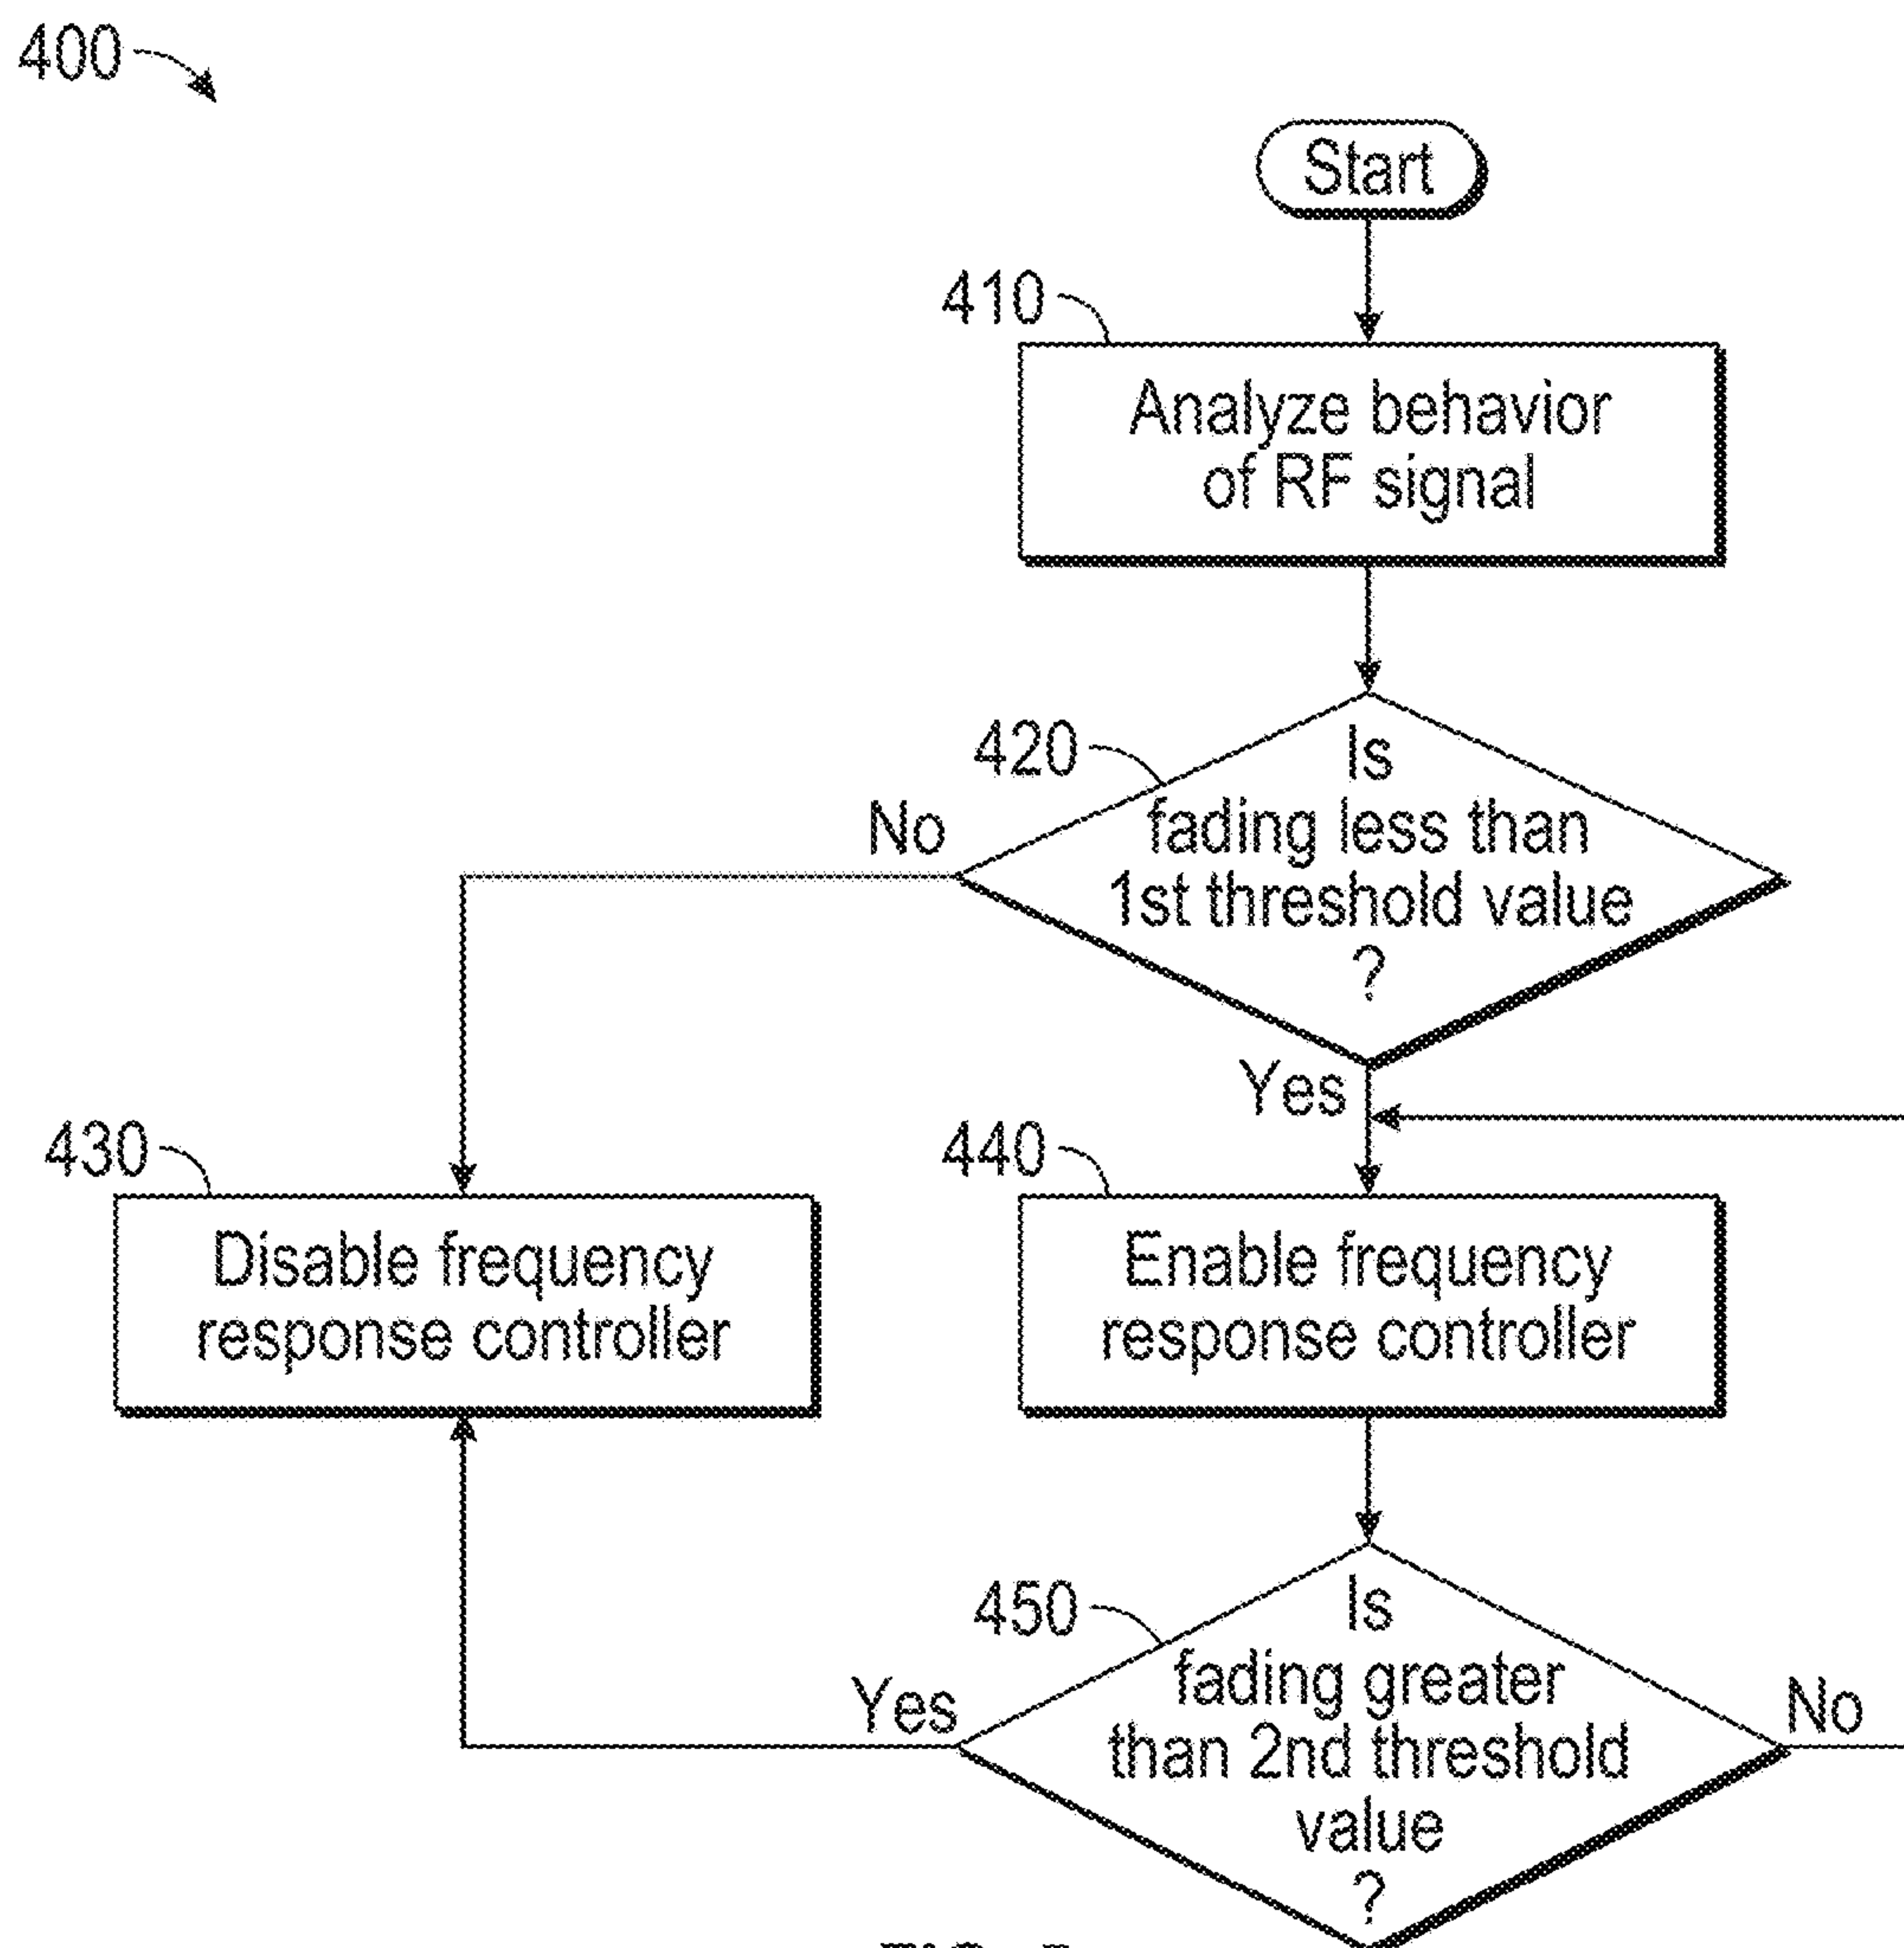 400
Start
410
Analyze behavior
of RF signal
420
Is
fading less than
1st threshold value
?
No
Yes
430
Disable frequency
response controller
440
Enable frequency
response controller
450
Is
fading greater
than 2nd threshold
value
?
Yes
No